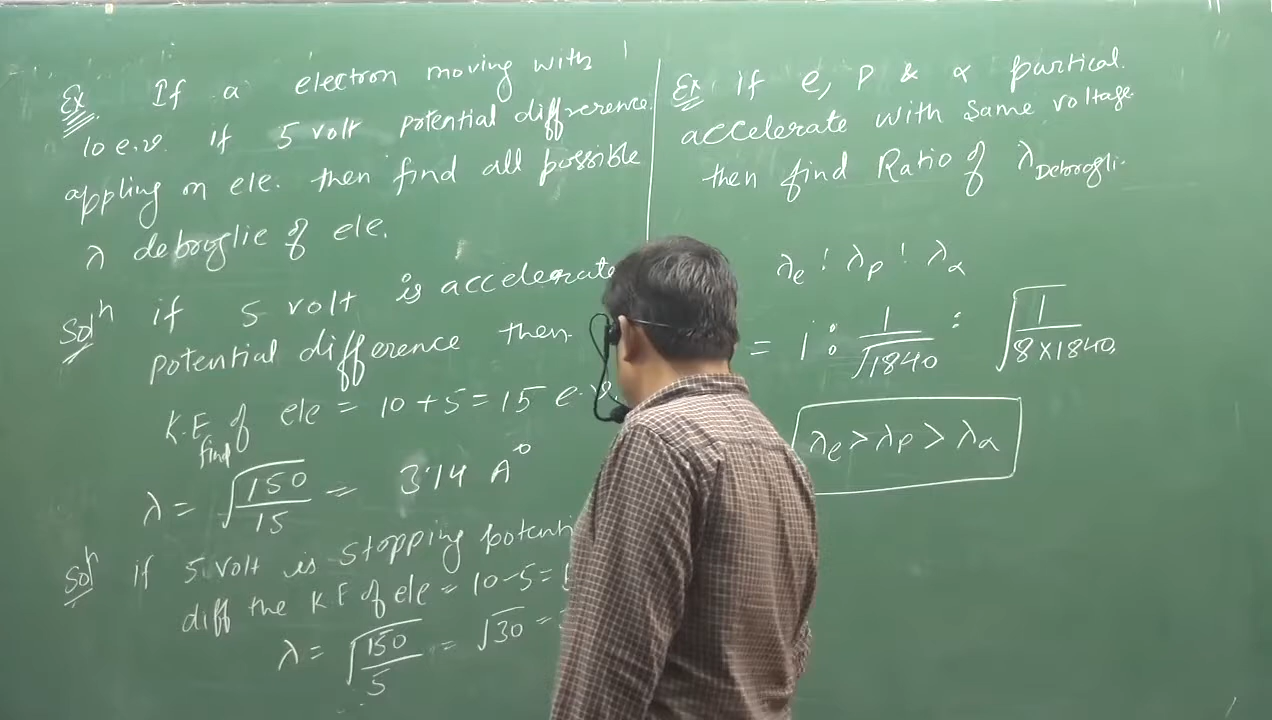 Ex If a electron moving with
10 e.v. if 5 volt potential difference
appling on ele. then find all possible
λ debroglie of ele.
Solⁿ if 5 volt is accelerate
potential difference then
K.E find of ele = 10 + 5 = 15 e.v.
λ = √(150/15) = 3.14 A°
Solⁿ if 5 volt is stopping potenti
diff the K.E of ele = 10 - 5 =
λ = √(150/5) = √30 =
Ex If e, P & α partical
accelerate with same voltage
then find Ratio of λ Debrogli.
λe : λp : λα
= 1 : 1/√1840 : √(1/(8×1840))
λe > λp > λα